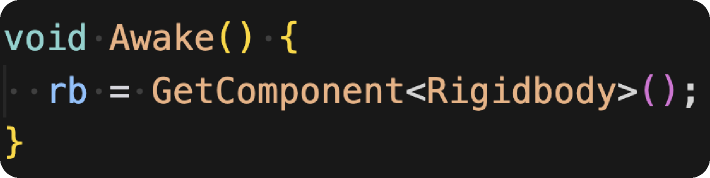 void Awake() {
  rb = GetComponent<Rigidbody>();
}